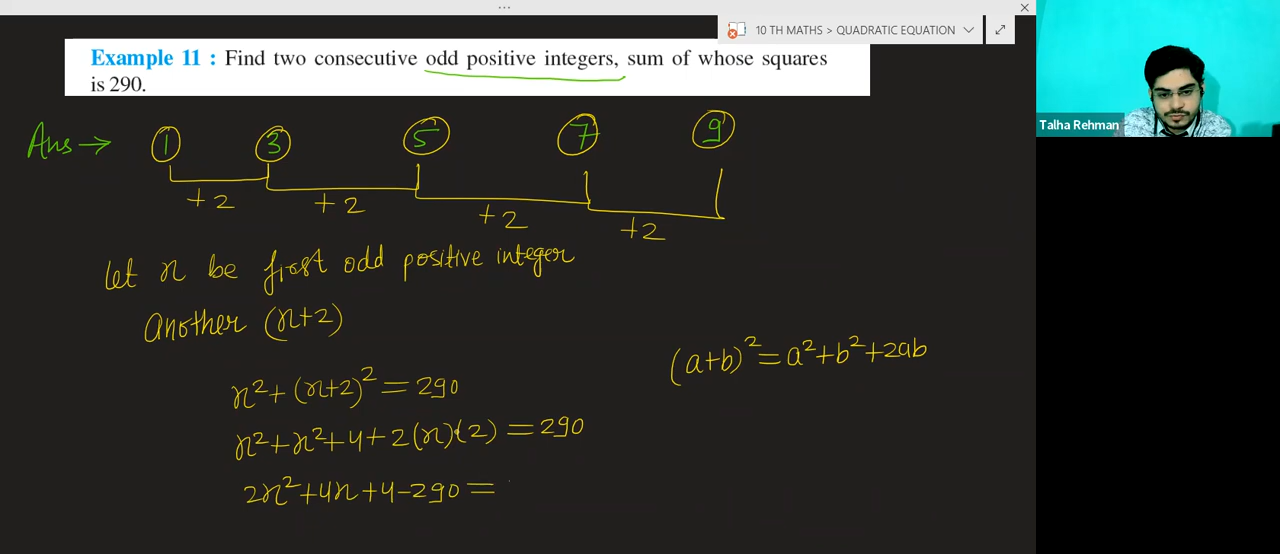 10 TH MATHS > QUADRATIC EQUATION
Example 11 : Find two consecutive odd positive integers, sum of whose squares
is 290.
Talha Rehman
Ans → 1 3 5 7 9
+2 +2 +2 +2
let x be first odd positive integer
another (x+2)
(a+b)² = a²+b²+2ab
x²+(x+2)² = 290
x²+x²+4+2(x)(2) = 290
2x²+4x+4-290 =